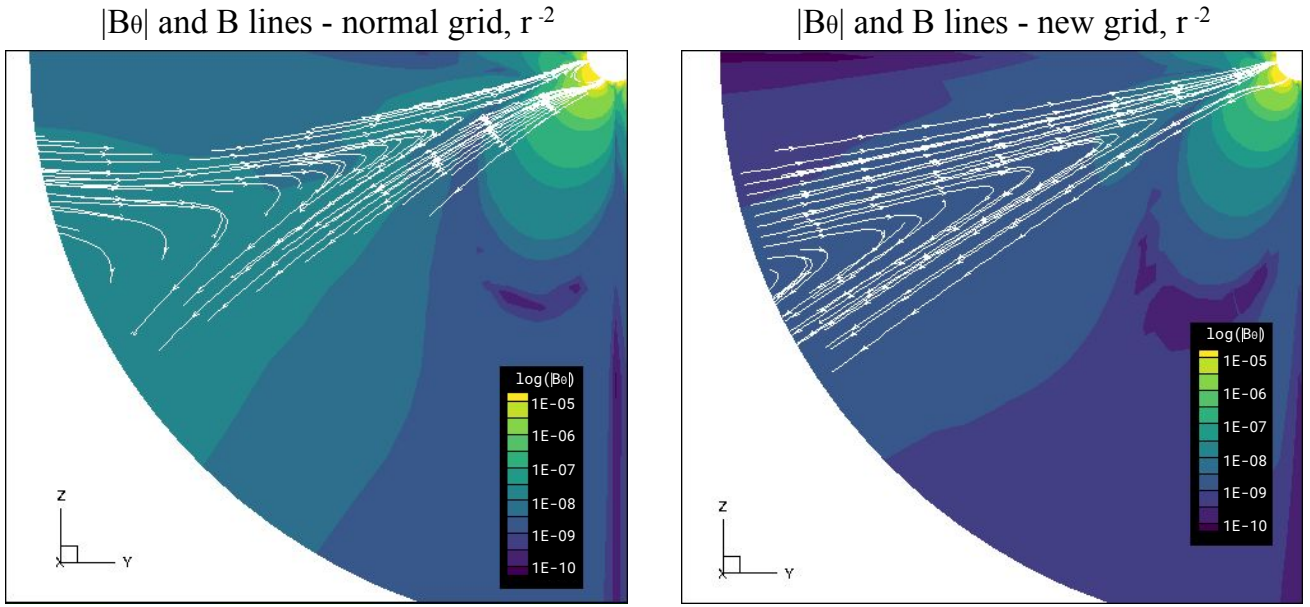 |Bθ| and B lines - normal grid, r⁻²
|Bθ| and B lines - new grid, r⁻²
log(|Bθ|)
1E-05
1E-06
1E-07
1E-08
1E-09
1E-10
Z
X
Y
log(|Bθ|)
1E-05
1E-06
1E-07
1E-08
1E-09
1E-10
Z
X
Y